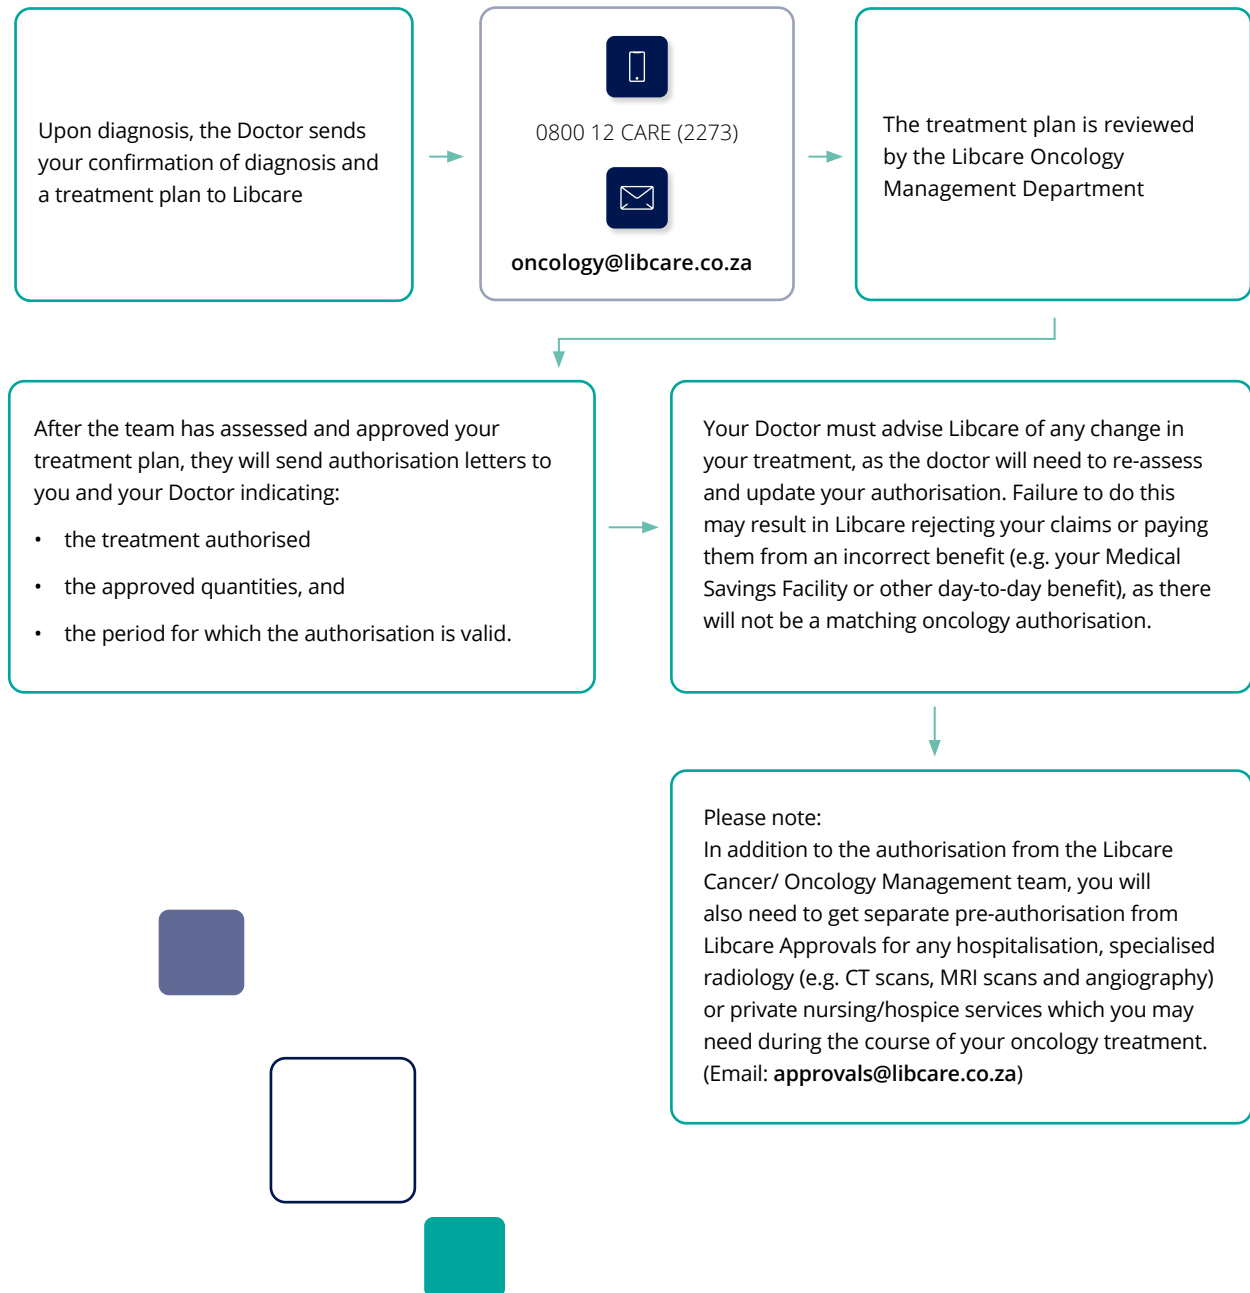 Upon diagnosis, the Doctor sends
your confirmation of diagnosis and
a treatment plan to Libcare
0800 12 CARE (2273)
oncology@libcare.co.za
The treatment plan is reviewed
by the Libcare Oncology
Management Department
After the team has assessed and approved your
treatment plan, they will send authorisation letters to
you and your Doctor indicating:
• the treatment authorised
• the approved quantities, and
• the period for which the authorisation is valid.
Your Doctor must advise Libcare of any change in
your treatment, as the doctor will need to re-assess
and update your authorisation. Failure to do this
may result in Libcare rejecting your claims or paying
them from an incorrect benefit (e.g. your Medical
Savings Facility or other day-to-day benefit), as there
will not be a matching oncology authorisation.
Please note:
In addition to the authorisation from the Libcare
Cancer/ Oncology Management team, you will
also need to get separate pre-authorisation from
Libcare Approvals for any hospitalisation, specialised
radiology (e.g. CT scans, MRI scans and angiography)
or private nursing/hospice services which you may
need during the course of your oncology treatment.
(Email: approvals@libcare.co.za)